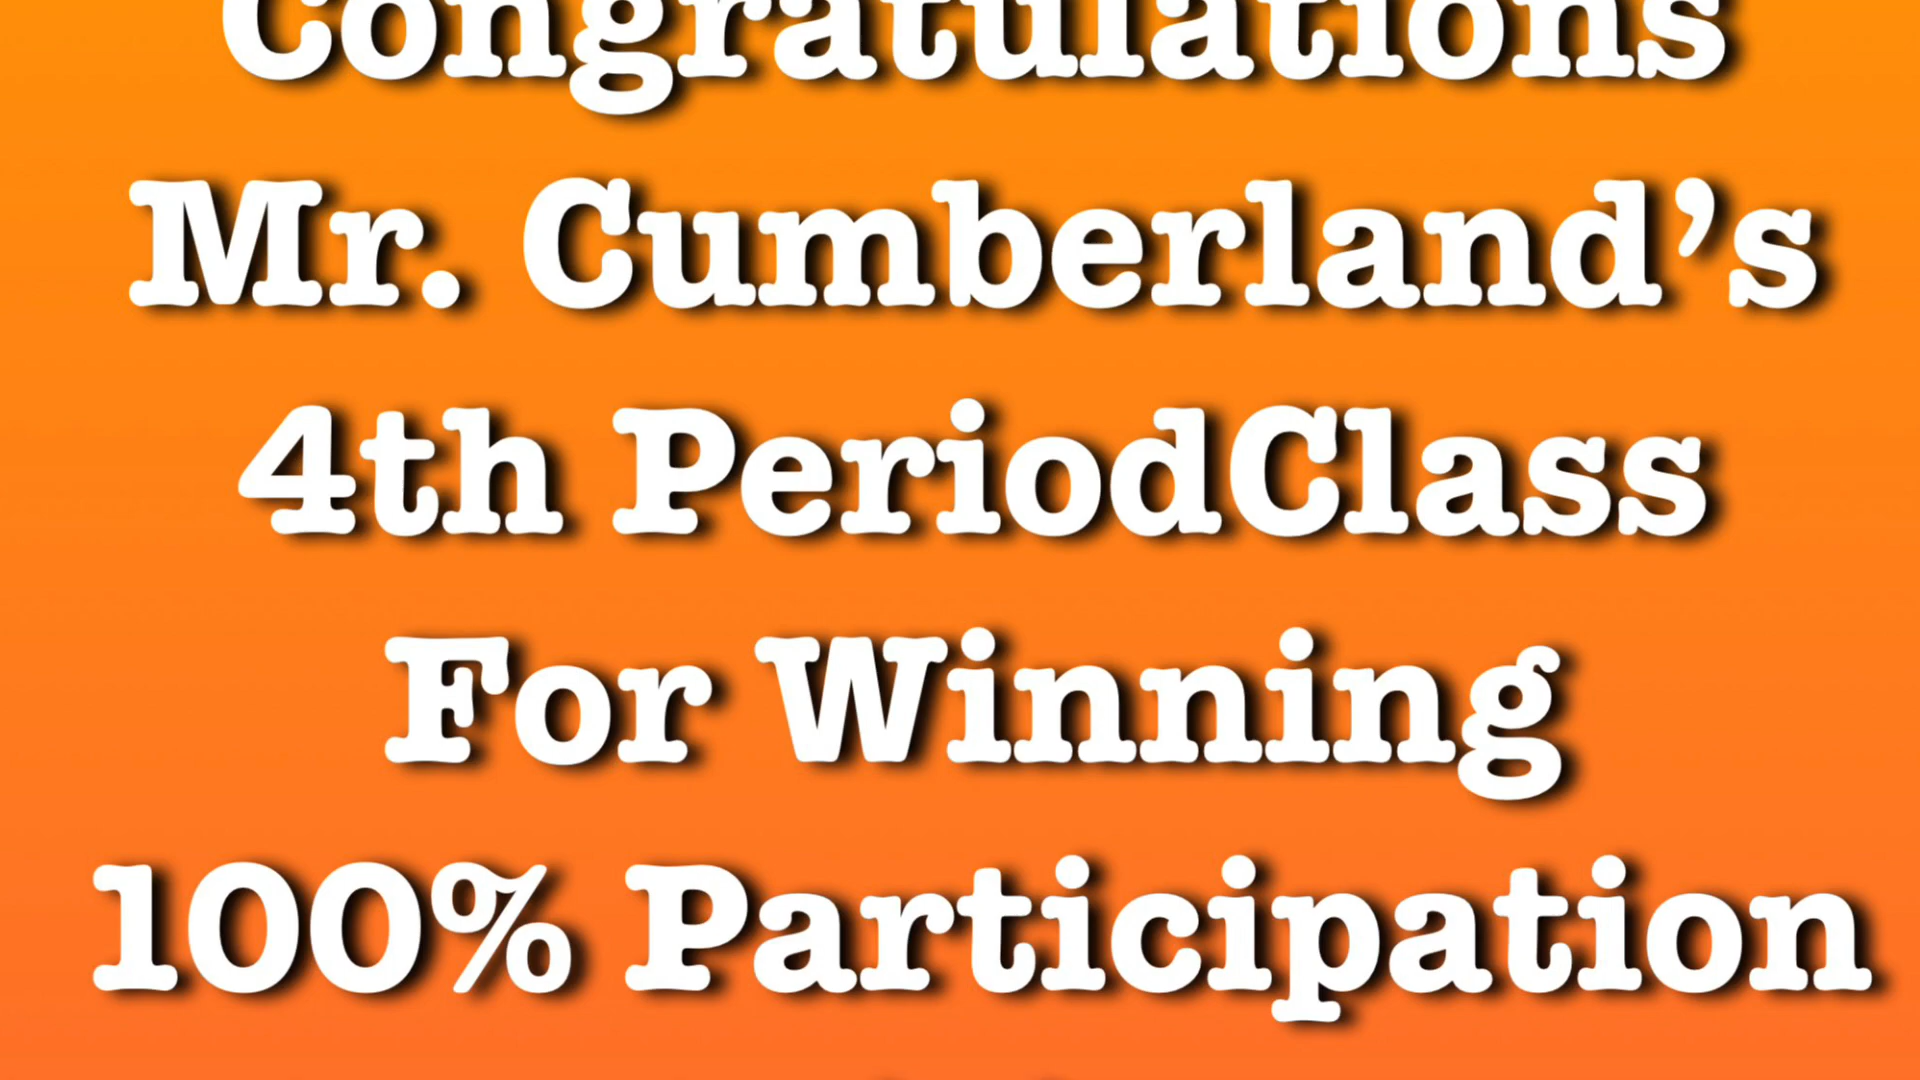 Congratulations
Mr. Cumberland’s
4th PeriodClass
For Winning
100% Participation